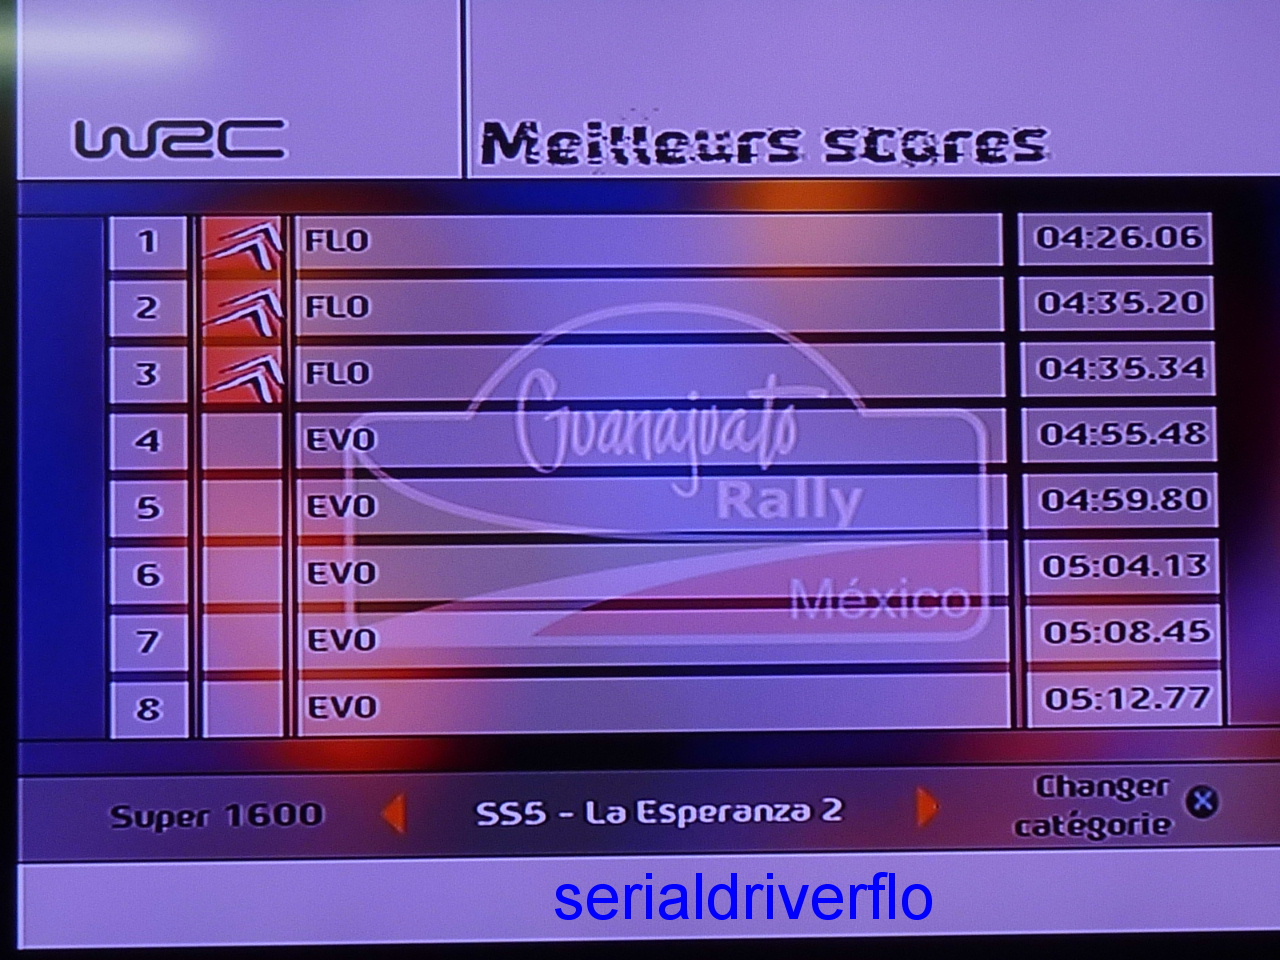 WRC
Meilleurs scores
1 FLO 04:26.06
2 FLO 04:35.20
3 FLO 04:35.34
4 EVO 04:55.48
5 EVO 04:59.80
6 EVO 05:04.13
7 EVO 05:08.45
8 EVO 05:12.77
Guanajuato
Rally
México
Super 1600
SS5 - La Esperanza 2
Changer
catégorie
serialdriverflo